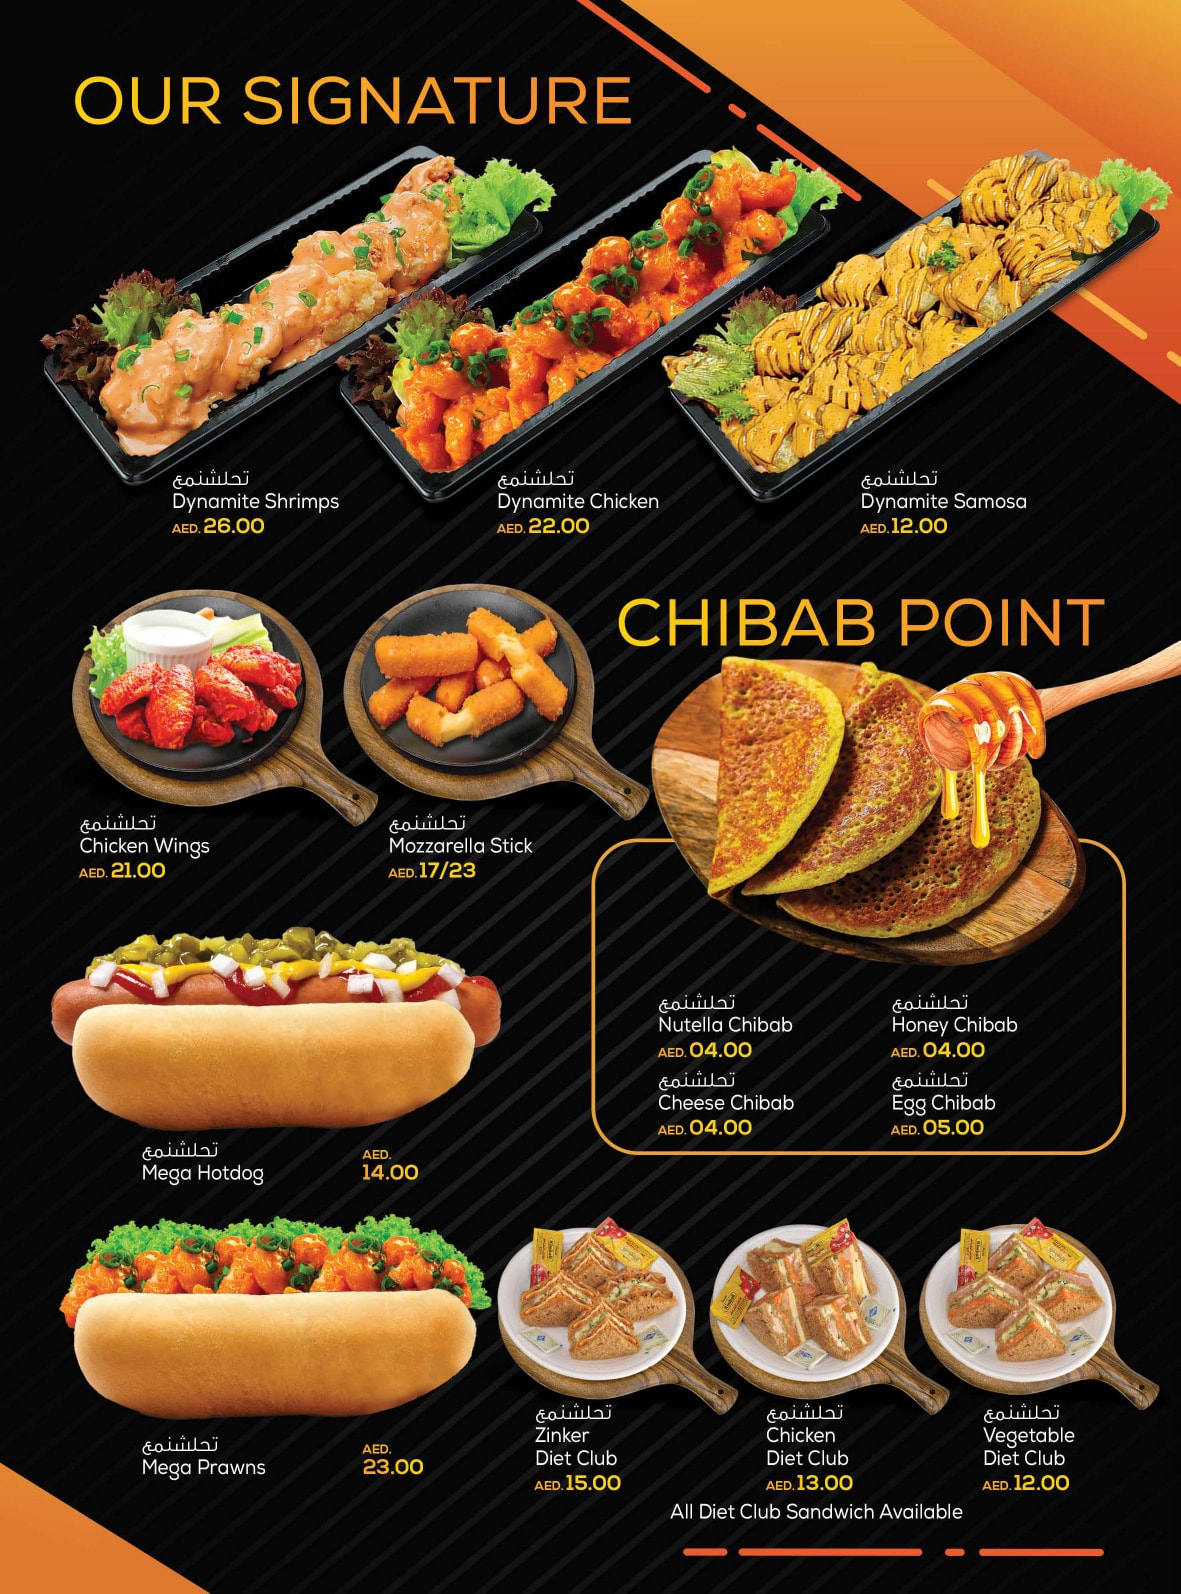 OUR SIGNATURE
تحلشنمع
Dynamite Shrimps
AED. 26.00
تحلشنمع
Dynamite Chicken
AED. 22.00
تحلشنمع
Dynamite Samosa
AED. 12.00
تحلشنمع
Chicken Wings
AED. 21.00
تحلشنمع
Mozzarella Stick
AED. 17/23
CHIBAB POINT
تحلشنمع
Nutella Chibab
AED. 04.00
تحلشنمع
Honey Chibab
AED. 04.00
تحلشنمع
Cheese Chibab
AED. 04.00
تحلشنمع
Egg Chibab
AED. 05.00
تحلشنمع
Mega Hotdog
AED.
14.00
تحلشنمع
Mega Prawns
AED.
23.00
تحلشنمع
Zinker
Diet Club
AED. 15.00
تحلشنمع
Chicken
Diet Club
AED. 13.00
تحلشنمع
Vegetable
Diet Club
AED. 12.00
All Diet Club Sandwich Available